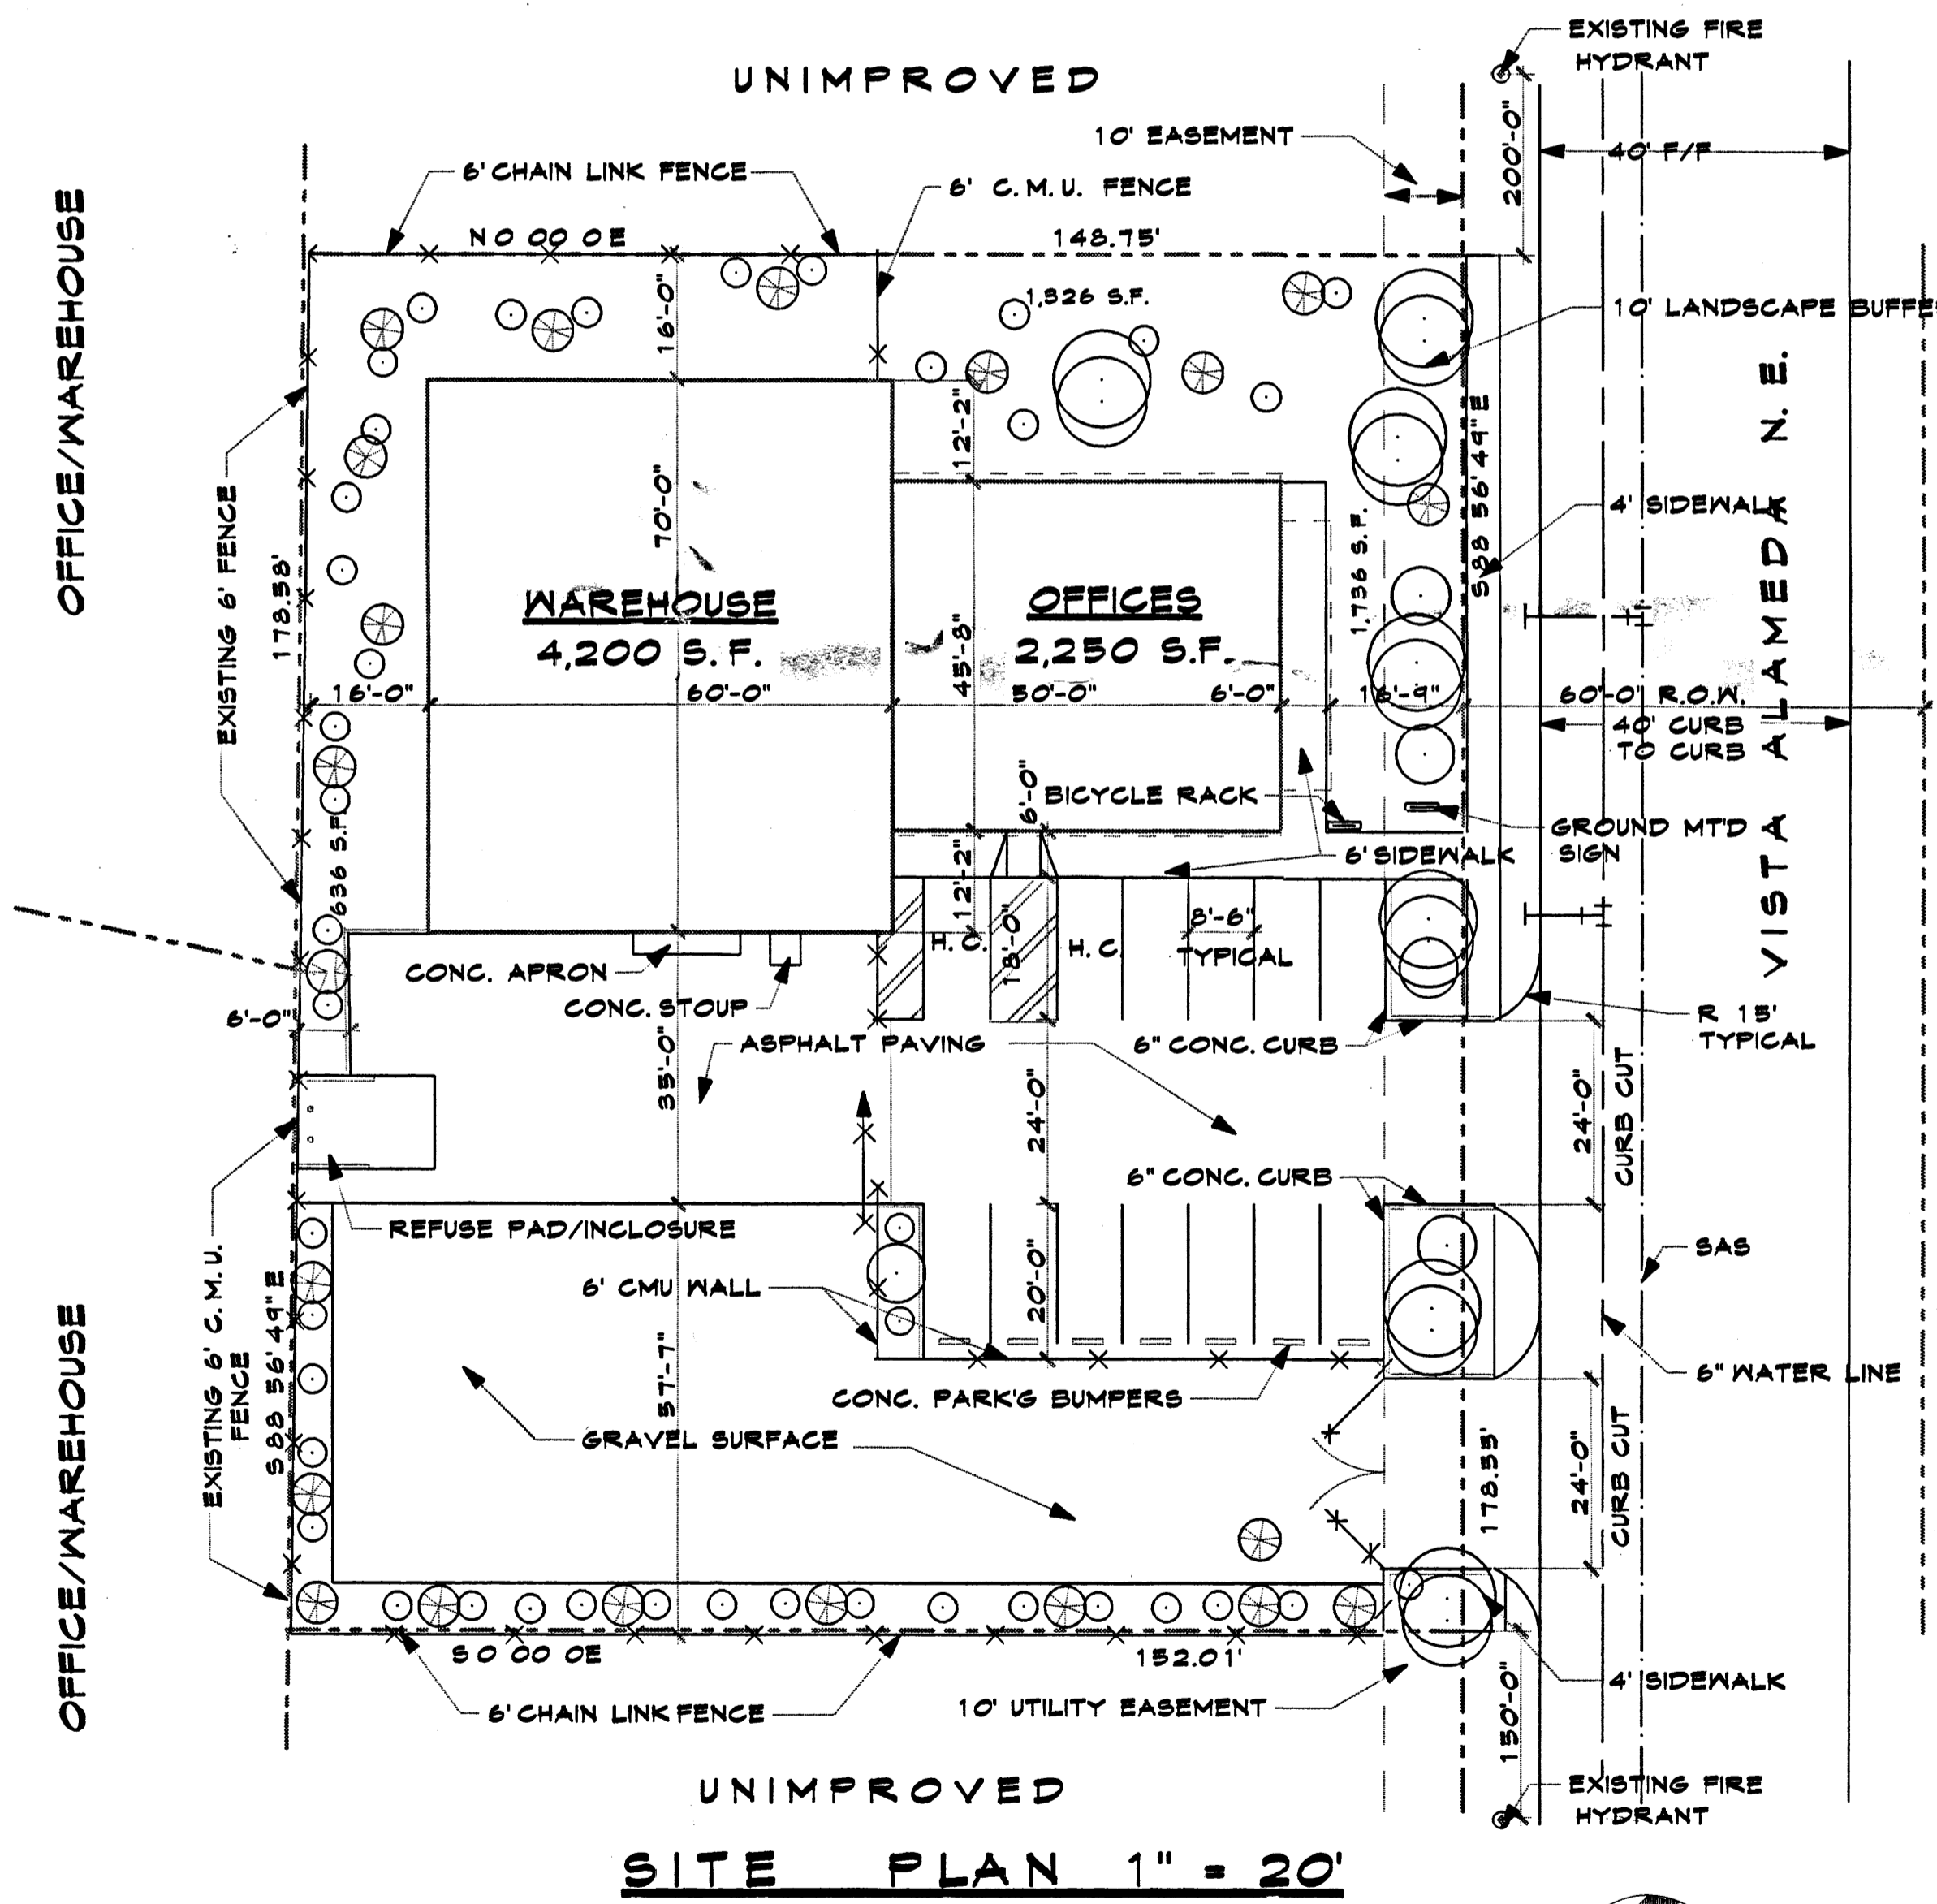 EXISTING FIRE
HYDRANT
UNIMPROVED
200'-0"
10' EASEMENT
40' F/F
6' CHAIN LINK FENCE
6' C.M.U. FENCE
OFFICE/WAREHOUSE
N 0 00 0E
148.75'
16'-0"
1,326 S.F.
10' LANDSCAPE BUFFE
VISTA ALAMEDA N.E.
12'-2"
S 88 56'49" E
EXISTING 6' FENCE
178.58'
70'-0"
4' SIDEWALK
1,736 S.F.
WAREHOUSE
4,200 S.F.
OFFICES
2,250 S.F.
45'-8"
16'-0"
60'-0"
50'-0"
6'-0"
16'-9"
60'-0" R.O.W.
40' CURB
TO CURB
6'-0"
BICYCLE RACK
GROUND MT'D
SIGN
6' SIDEWALK
636 S.F.
12'-2"
8'-6"
TYPICAL
H.C.
18'-0"
H.C.
CONC. APRON
CONC. STOUP
6'-0"
R 15'
TYPICAL
ASPHALT PAVING
6" CONC. CURB
35'-0"
24'-0"
24'-0"
CURB CUT
6" CONC. CURB
REFUSE PAD/INCLOSURE
SAS
6' CMU WALL
20'-0"
EXISTING 6' C.M.U.
FENCE
S 88 56'49" E
OFFICE/WAREHOUSE
57'-7"
6" WATER LINE
CONC. PARK'G BUMPERS
GRAVEL SURFACE
178.55'
24'-0"
CURB CUT
S 0 00 0E
152.01'
6' CHAIN LINK FENCE
10' UTILITY EASEMENT
4' SIDEWALK
150'-0"
UNIMPROVED
EXISTING FIRE
HYDRANT
SITE PLAN 1" = 20'